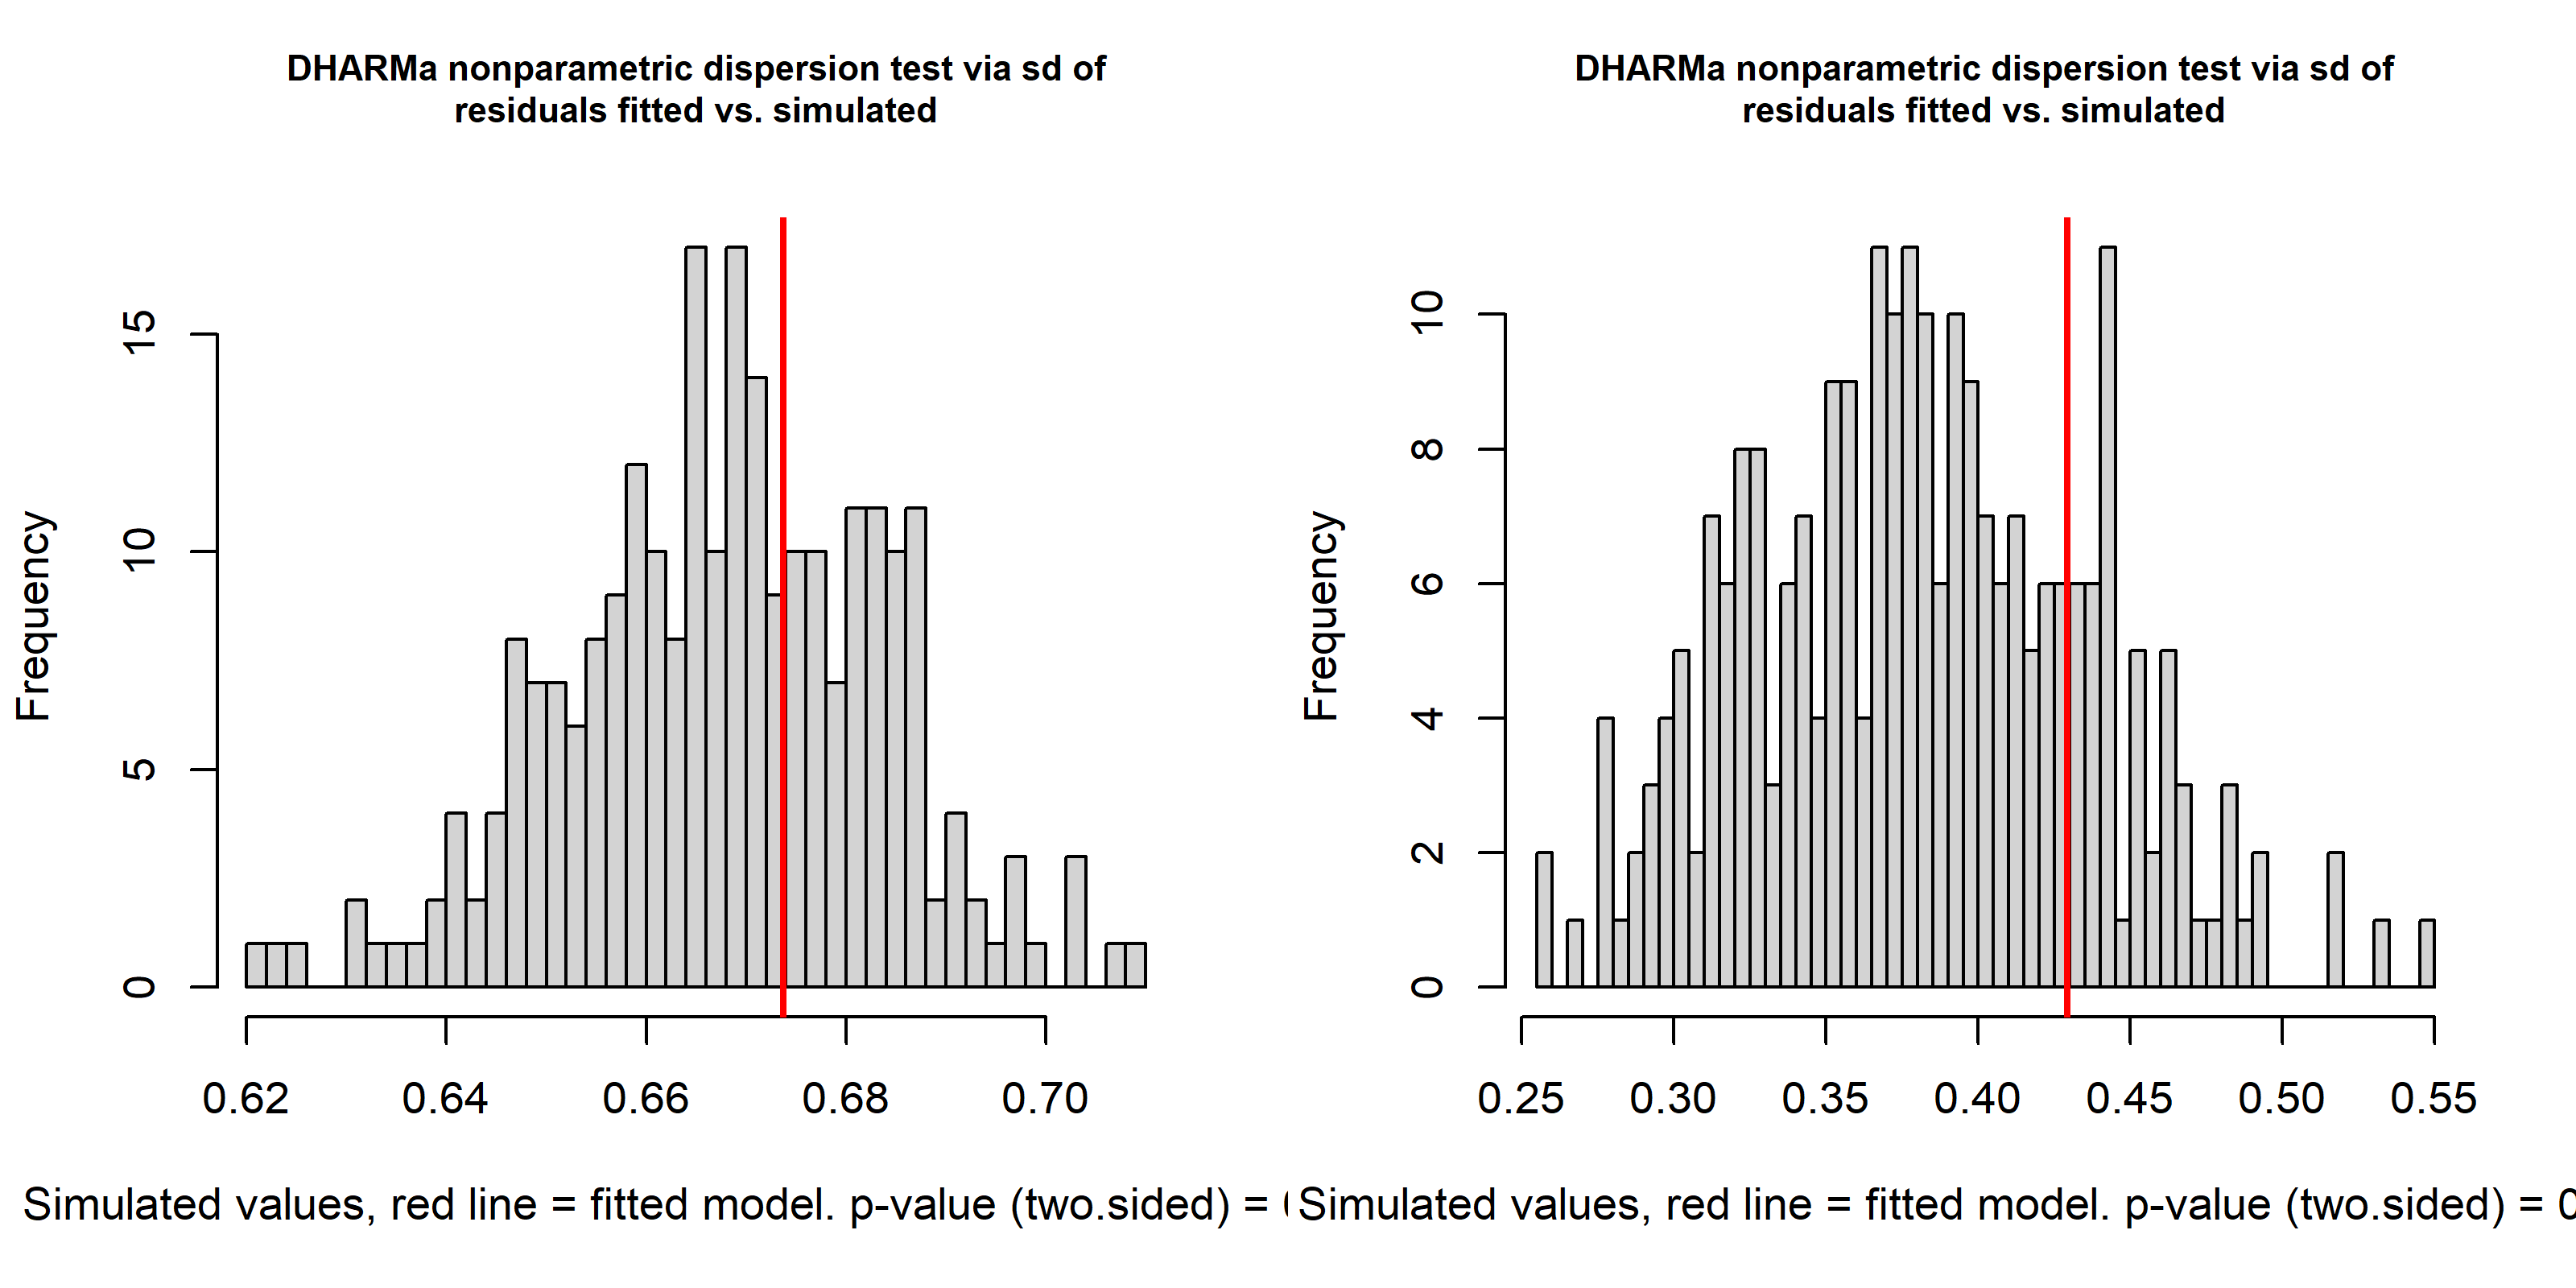 DHARMa nonparametric dispersion test via sd of
residuals fitted vs. simulated
Frequency
15
10
5
0
0.62 0.64 0.66 0.68 0.70
Simulated values, red line = fitted model. p-value (two.sided) =
DHARMa nonparametric dispersion test via sd of
residuals fitted vs. simulated
Frequency
10
8
6
4
2
0
0.25 0.30 0.35 0.40 0.45 0.50 0.55
Simulated values, red line = fitted model. p-value (two.sided) =